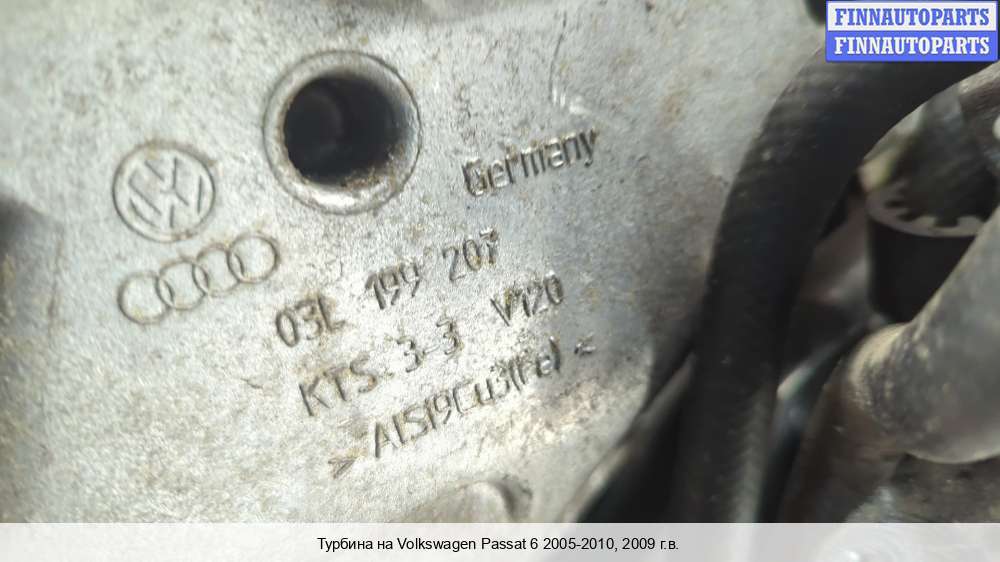 FINNAUTOPARTS
FINNAUTOPARTS
Germany
03L 199 207
KTS 3 3 V120
>AlSi9Cu3(Fe)<
Турбина на Volkswagen Passat 6 2005-2010, 2009 г.в.